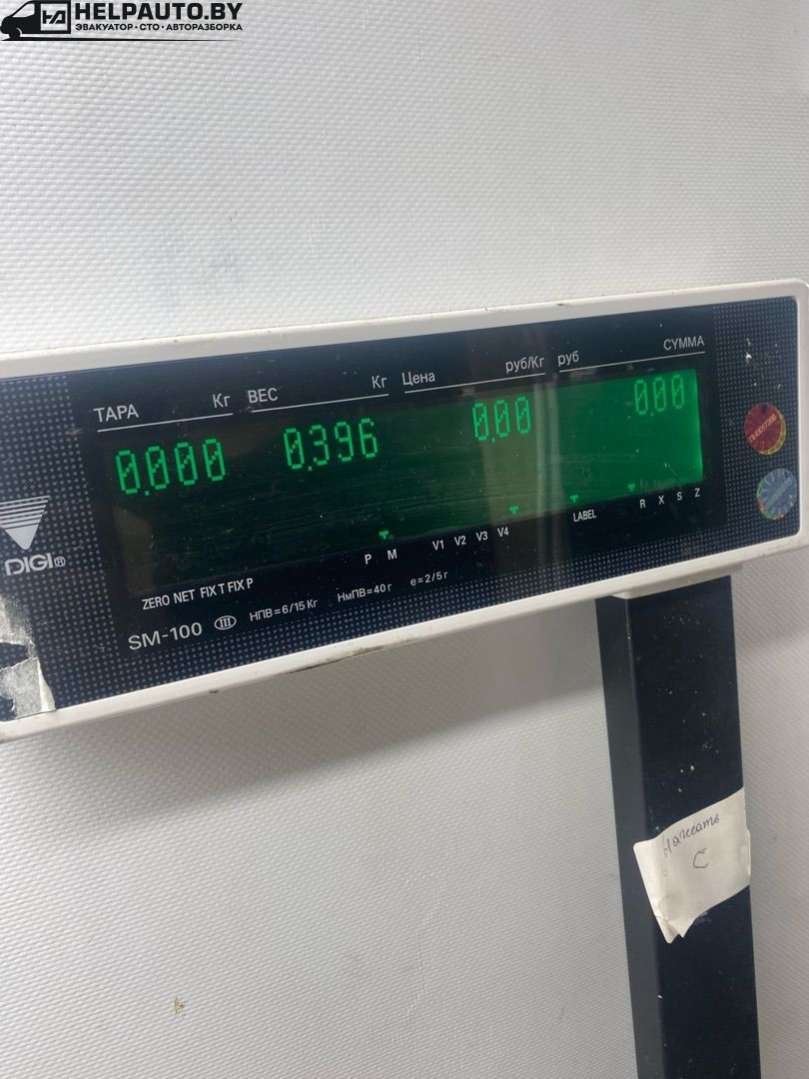 HELPAUTO.BY
ЭВАКУАТОР • СТО • АВТОРАЗБОРКА
ТАРА Кг ВЕС Кг Цена руб/Кг руб СУММА
0.000 0.396 0.00 0.00
ZERO NET FIX T FIX P P M V1 V2 V3 V4 LABEL R X S Z
DIGI®
SM-100 III НПВ=6/15 Кг НмПВ=40 г e=2/5 г
Нажать
С